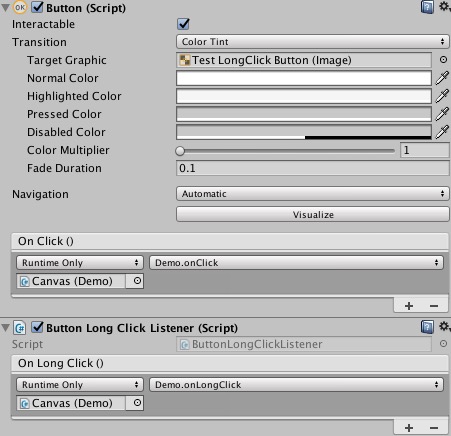 OK Button (Script)
Interactable
Transition Color Tint
Target Graphic Test LongClick Button (Image)
Normal Color
Highlighted Color
Pressed Color
Disabled Color
Color Multiplier 1
Fade Duration 0.1
Navigation Automatic
Visualize
On Click ()
Runtime Only Demo.onClick
Canvas (Demo)
+ −
C# Button Long Click Listener (Script)
Script ButtonLongClickListener
On Long Click ()
Runtime Only Demo.onLongClick
Canvas (Demo)
+ −